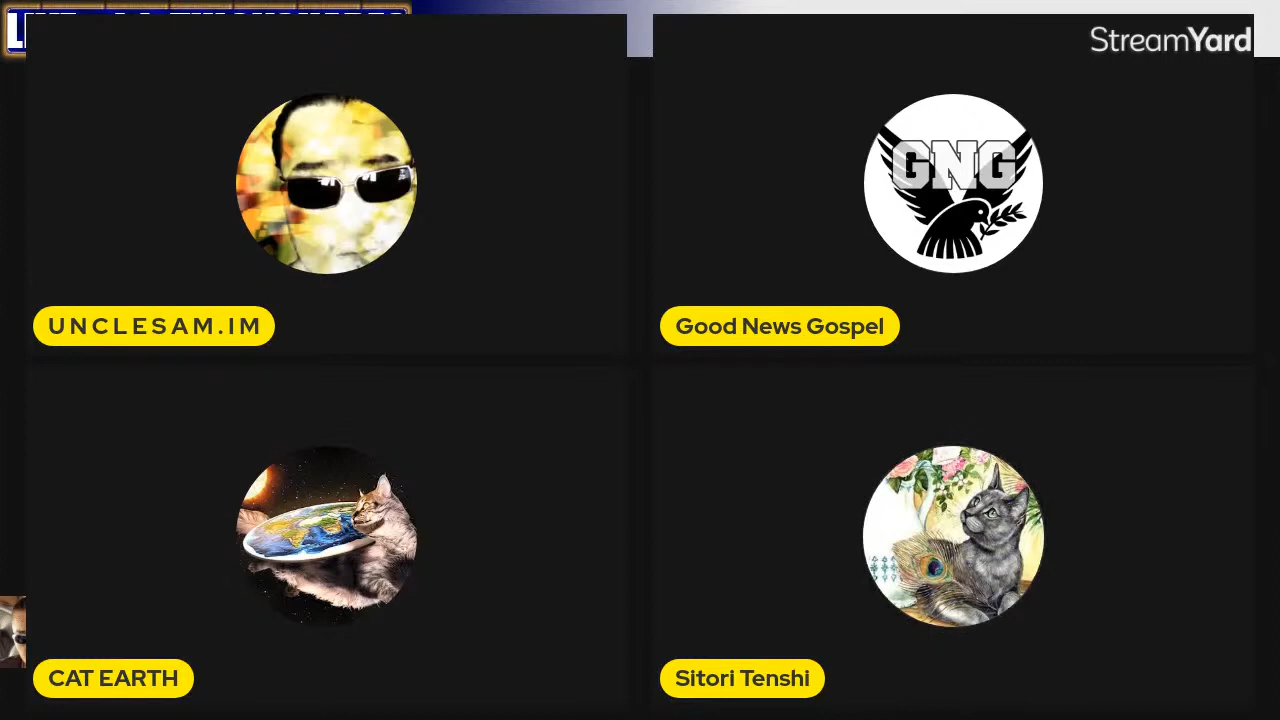 StreamYard
GNG
UNCLESAM.IM
Good News Gospel
CAT EARTH
Sitori Tenshi